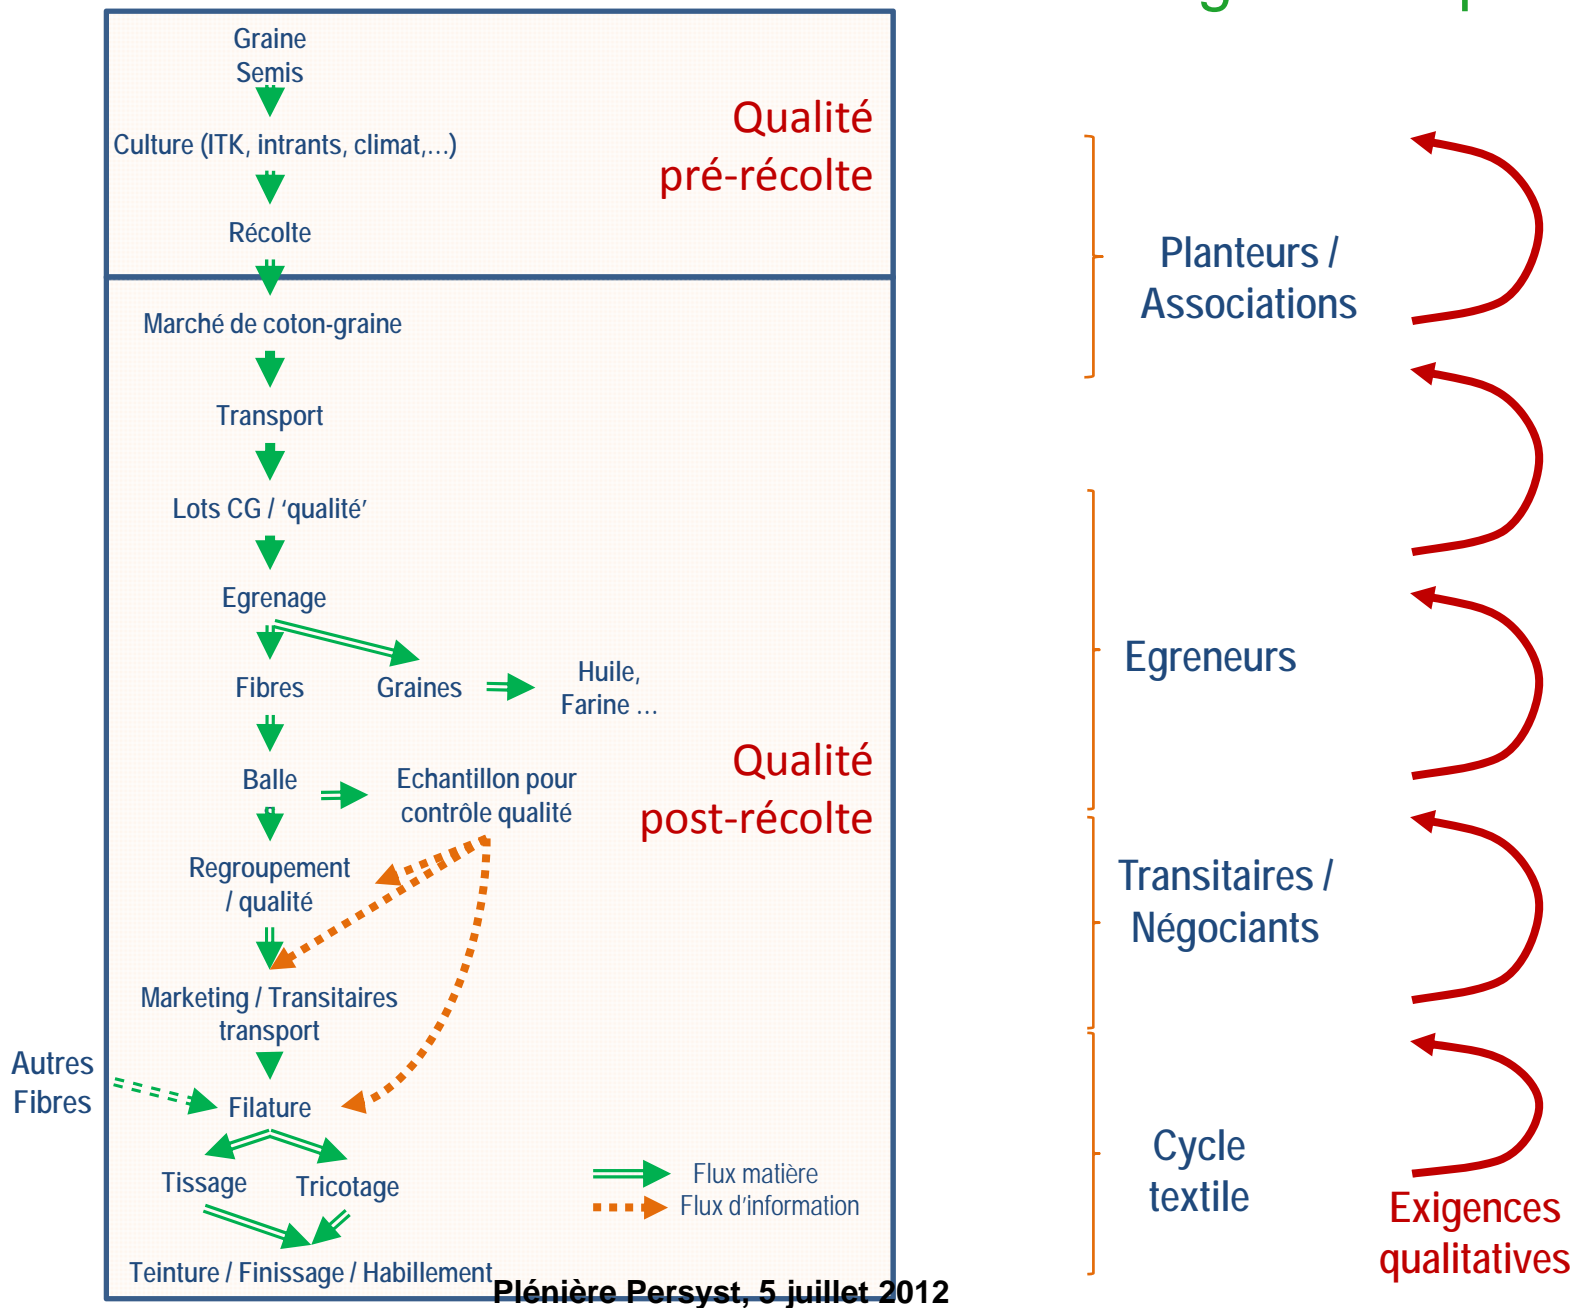 Graine
Semis
Culture (ITK, intrants, climat,…)
Récolte
Qualité
pré-récolte
Marché de coton-graine
Transport
Lots CG / ‘qualité’
Egrenage
Fibres
Graines
Huile,
Farine …
Balle
Echantillon pour
contrôle qualité
Qualité
post-récolte
Regroupement
/ qualité
Marketing / Transitaires
transport
Autres
Fibres
Filature
Tissage
Tricotage
Flux matière
Flux d’information
Teinture / Finissage / Habillement
Plénière Persyst, 5 juillet 2012
Planteurs /
Associations
Egreneurs
Transitaires /
Négociants
Cycle
textile
Exigences
qualitatives